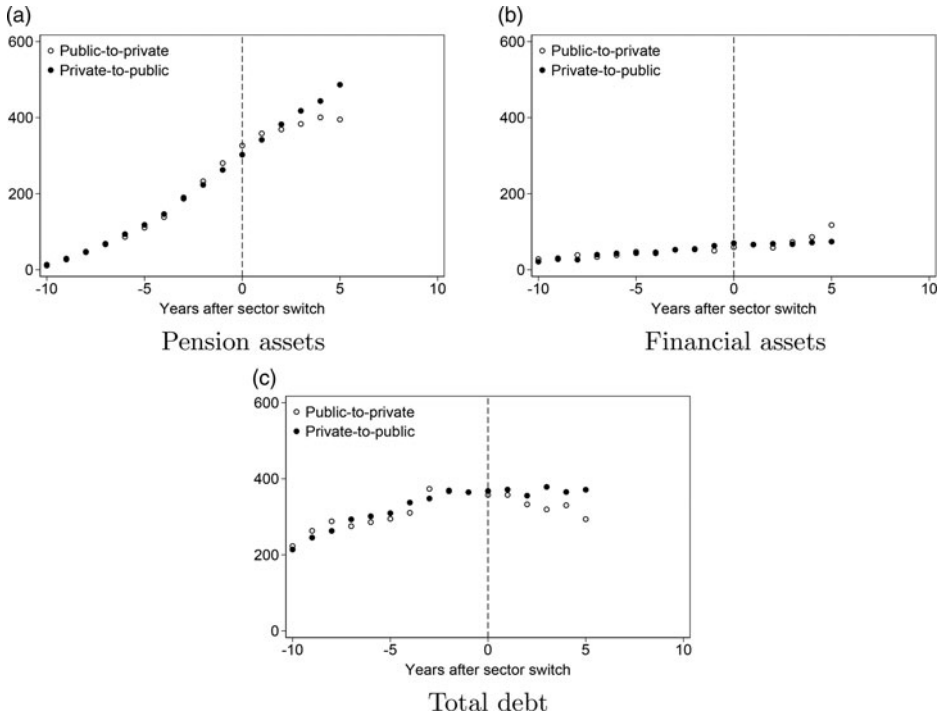 (a)
600
400
200
0
Public-to-private
Private-to-public
-10 -5 0 5 10
Years after sector switch
Pension assets
(b)
600
400
200
0
Public-to-private
Private-to-public
-10 -5 0 5 10
Years after sector switch
Financial assets
(c)
600
400
200
0
Public-to-private
Private-to-public
-10 -5 0 5 10
Years after sector switch
Total debt